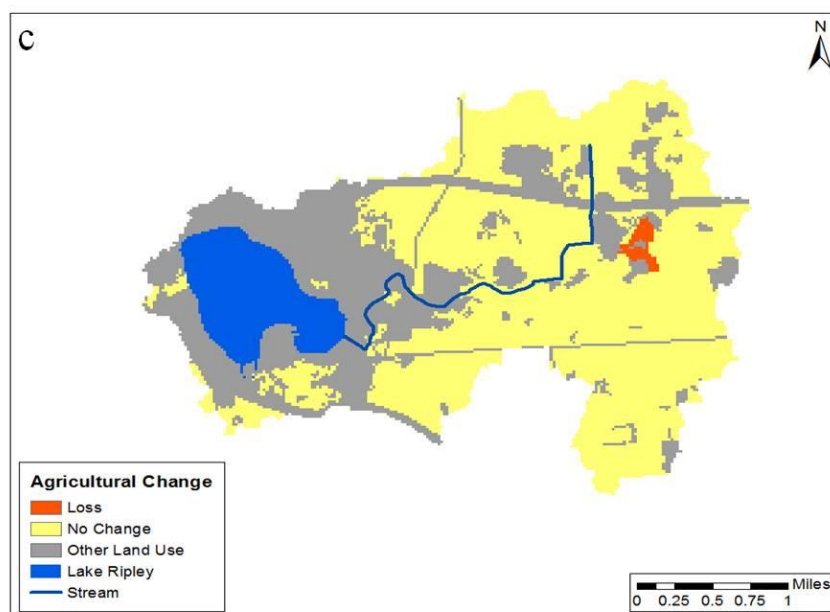 c
N
Agricultural Change
Loss
No Change
Other Land Use
Lake Ripley
Stream
Miles
0 0.25 0.5 0.75 1